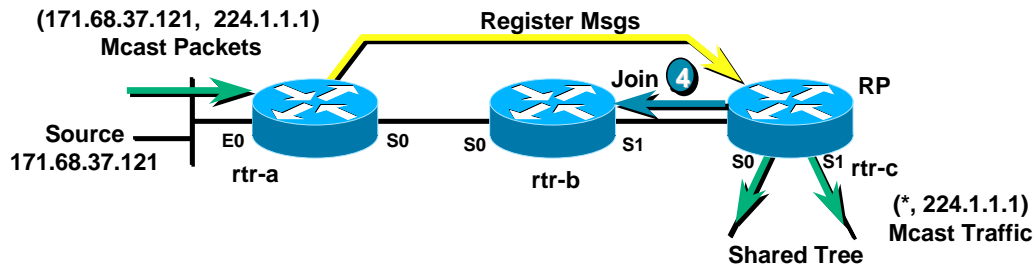 (171.68.37.121, 224.1.1.1)
Mcast Packets
Register Msgs
Join 4
RP
Source
171.68.37.121
E0
S0
S0
S1
S0
S1
rtr-a
rtr-b
rtr-c
(*, 224.1.1.1)
Mcast Traffic
Shared Tree